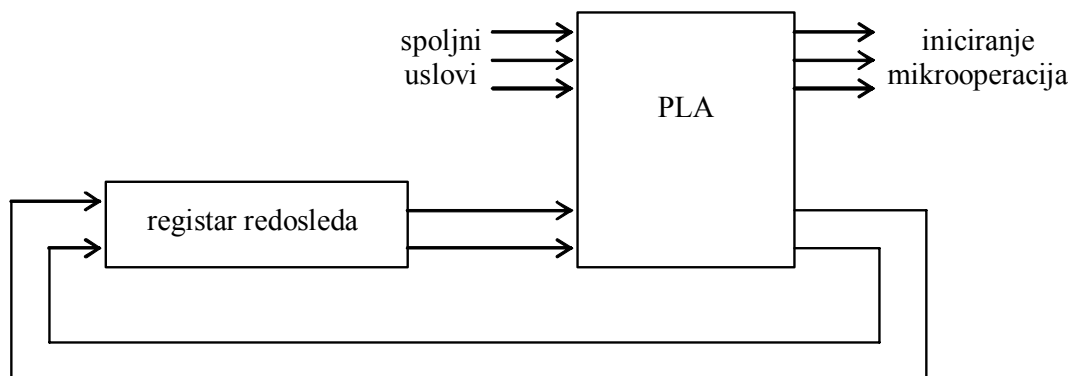 spoljni
uslovi
PLA
iniciranje
mikrooperacija
registar redosleda